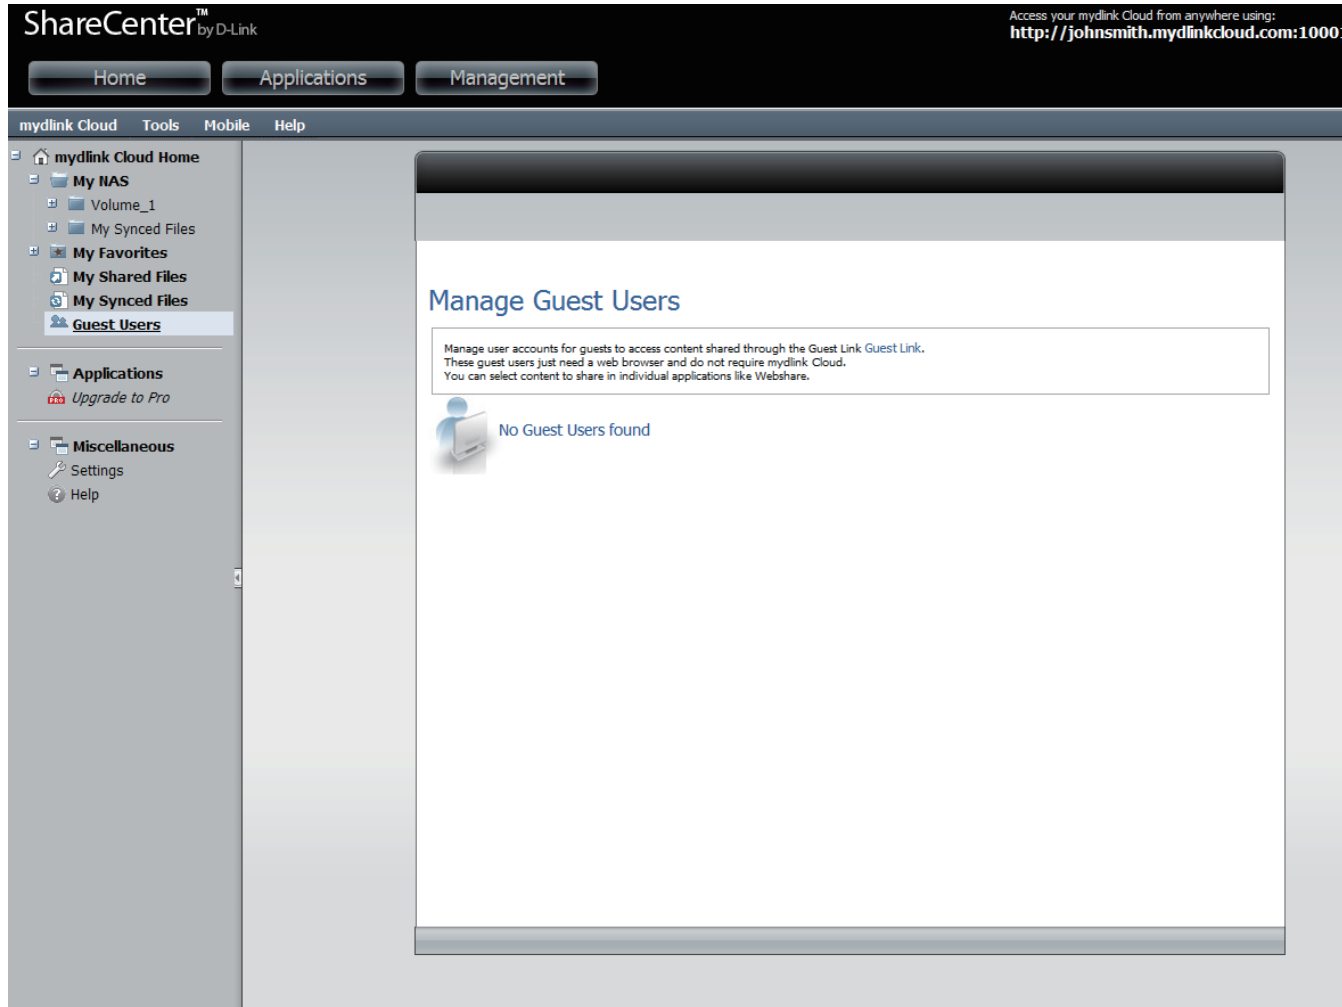 ShareCenter™ by D-Link
Access your mydlink Cloud from anywhere using:
http://johnsmith.mydlinkcloud.com:10001
Home
Applications
Management
mydlink Cloud
Tools
Mobile
Help
mydlink Cloud Home
My NAS
Volume_1
My Synced Files
My Favorites
My Shared Files
My Synced Files
Guest Users
Applications
PRO
Upgrade to Pro
Miscellaneous
Settings
Help
Manage Guest Users
Manage user accounts for guests to access content shared through the Guest Link Guest Link.
These guest users just need a web browser and do not require mydlink Cloud.
You can select content to share in individual applications like Webshare.
No Guest Users found